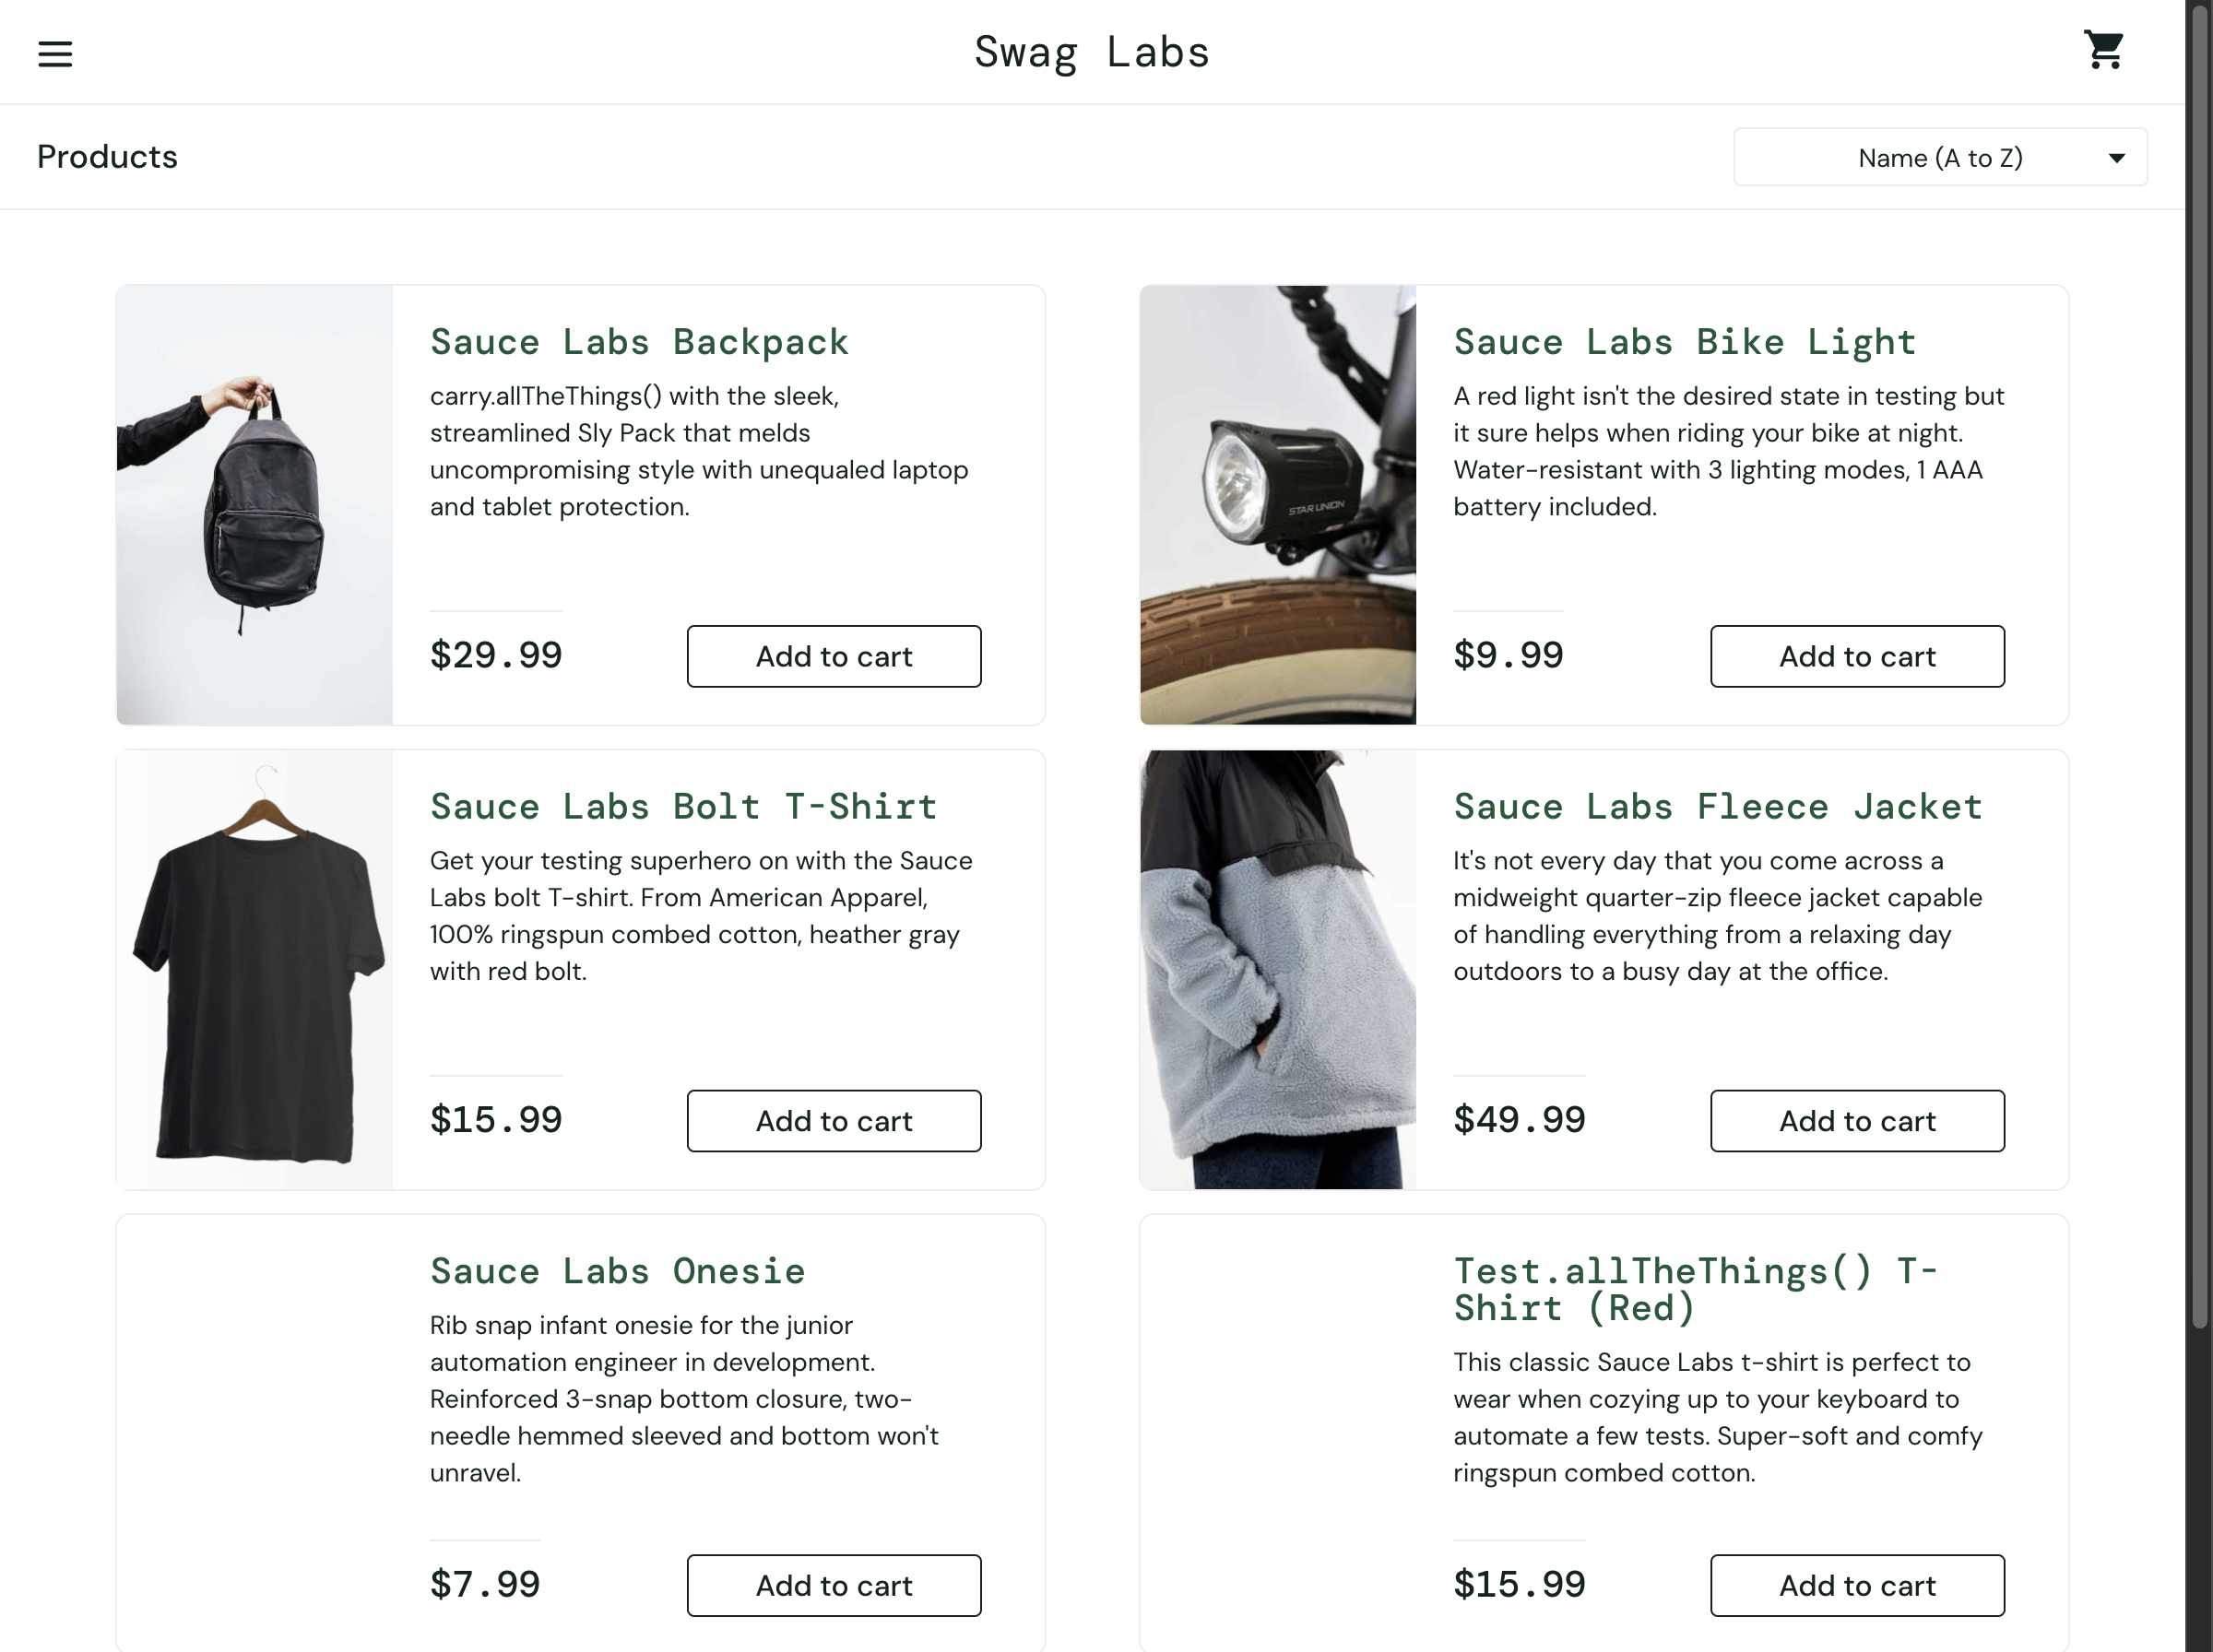 Swag Labs
Products
Name (A to Z)
Sauce Labs Backpack
carry.allTheThings() with the sleek,
streamlined Sly Pack that melds
uncompromising style with unequaled laptop
and tablet protection.
$29.99
Add to cart
Sauce Labs Bike Light
A red light isn't the desired state in testing but
it sure helps when riding your bike at night.
Water-resistant with 3 lighting modes, 1 AAA
battery included.
STAR UNION
$9.99
Add to cart
Sauce Labs Bolt T-Shirt
Get your testing superhero on with the Sauce
Labs bolt T-shirt. From American Apparel,
100% ringspun combed cotton, heather gray
with red bolt.
$15.99
Add to cart
Sauce Labs Fleece Jacket
It's not every day that you come across a
midweight quarter-zip fleece jacket capable
of handling everything from a relaxing day
outdoors to a busy day at the office.
$49.99
Add to cart
Sauce Labs Onesie
Rib snap infant onesie for the junior
automation engineer in development.
Reinforced 3-snap bottom closure, two-
needle hemmed sleeved and bottom won't
unravel.
$7.99
Add to cart
Test.allTheThings() T-
Shirt (Red)
This classic Sauce Labs t-shirt is perfect to
wear when cozying up to your keyboard to
automate a few tests. Super-soft and comfy
ringspun combed cotton.
$15.99
Add to cart